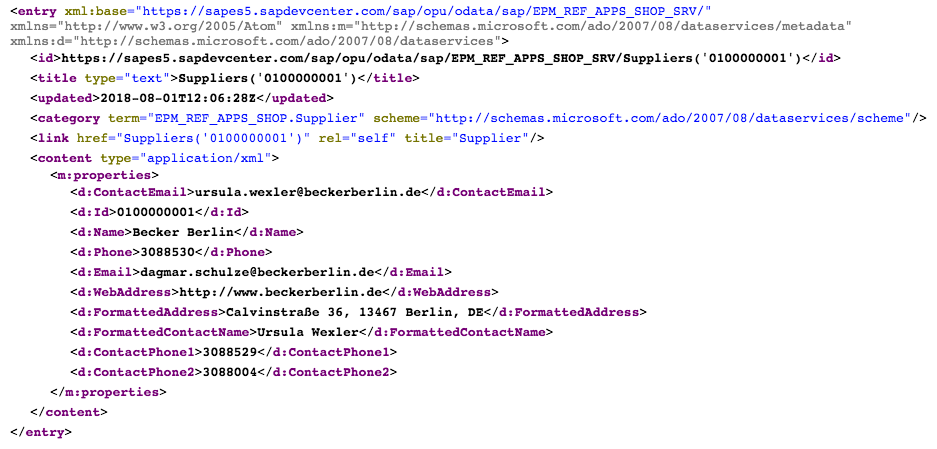 <entry xml:base="https://sapes5.sapdevcenter.com/sap/opu/odata/sap/EPM_REF_APPS_SHOP_SRV/"
xmlns="http://www.w3.org/2005/Atom" xmlns:m="http://schemas.microsoft.com/ado/2007/08/dataservices/metadata"
xmlns:d="http://schemas.microsoft.com/ado/2007/08/dataservices">
<id>https://sapes5.sapdevcenter.com/sap/opu/odata/sap/EPM_REF_APPS_SHOP_SRV/Suppliers('0100000001')</id>
<title type="text">Suppliers('0100000001')</title>
<updated>2018-08-01T12:06:28Z</updated>
<category term="EPM_REF_APPS_SHOP.Supplier" scheme="http://schemas.microsoft.com/ado/2007/08/dataservices/scheme"/>
<link href="Suppliers('0100000001')" rel="self" title="Supplier"/>
<content type="application/xml">
<m:properties>
<d:ContactEmail>ursula.wexler@beckerberlin.de</d:ContactEmail>
<d:Id>0100000001</d:Id>
<d:Name>Becker Berlin</d:Name>
<d:Phone>3088530</d:Phone>
<d:Email>dagmar.schulze@beckerberlin.de</d:Email>
<d:WebAddress>http://www.beckerberlin.de</d:WebAddress>
<d:FormattedAddress>Calvinstraße 36, 13467 Berlin, DE</d:FormattedAddress>
<d:FormattedContactName>Ursula Wexler</d:FormattedContactName>
<d:ContactPhone1>3088529</d:ContactPhone1>
<d:ContactPhone2>3088004</d:ContactPhone2>
</m:properties>
</content>
</entry>